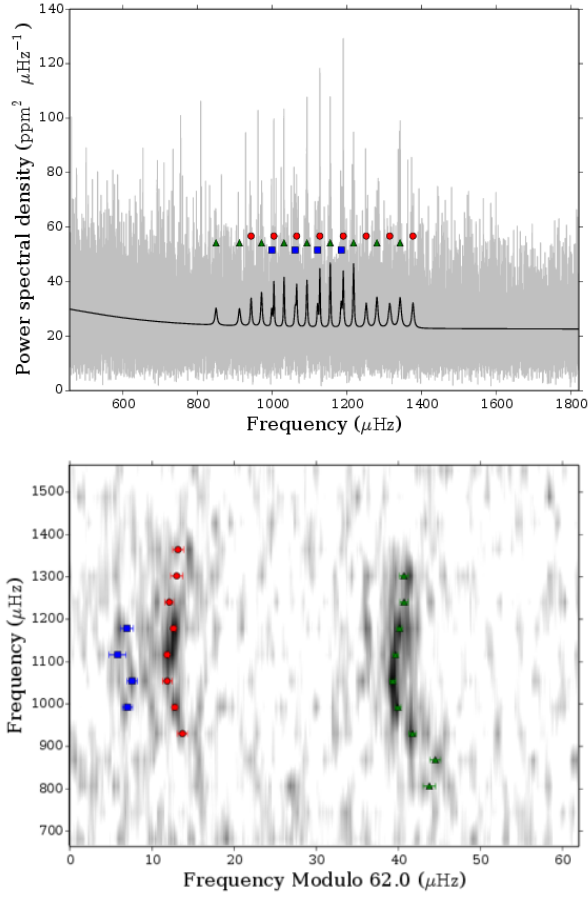 140
120
100
80
60
40
20
0
Power spectral density (ppm² μHz⁻¹)
600 800 1000 1200 1400 1600 1800
Frequency (μHz)
1500
1400
1300
1200
1100
1000
900
800
700
Frequency (μHz)
0 10 20 30 40 50 60
Frequency Modulo 62.0 (μHz)